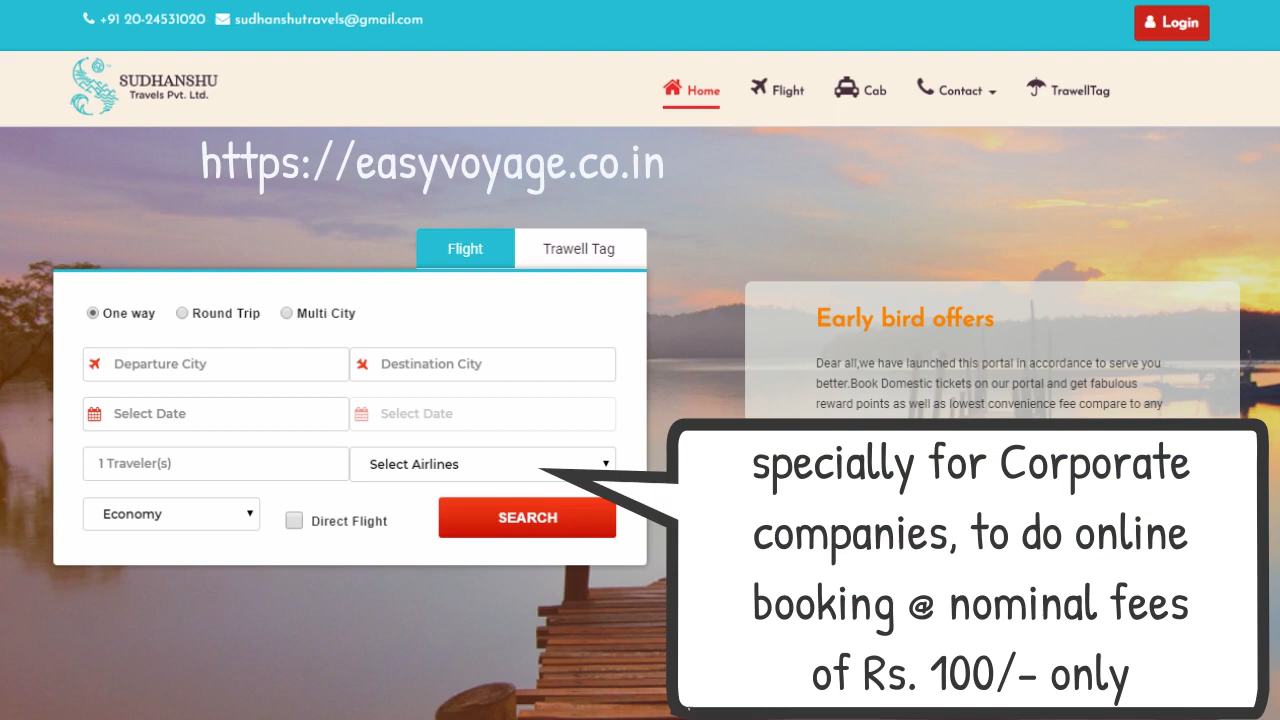 +91 20-24531020 sudhanshutravels@gmail.com
Login
SUDHANSHU
Travels Pvt. Ltd.
Home Flight Cab Contact TrawellTag
https://easyvoyage.co.in
Flight Trawell Tag
One way Round Trip Multi City
Departure City Destination City
Select Date Select Date
1 Traveler(s) Select Airlines
Economy Direct Flight SEARCH
Early bird offers
Dear all,we have launched this portal in accordance to serve you
better.Book Domestic tickets on our portal and get fabulous
reward points as well as lowest convenience fee compare to any
specially for Corporate
companies, to do online
booking @ nominal fees
of Rs. 100/- only